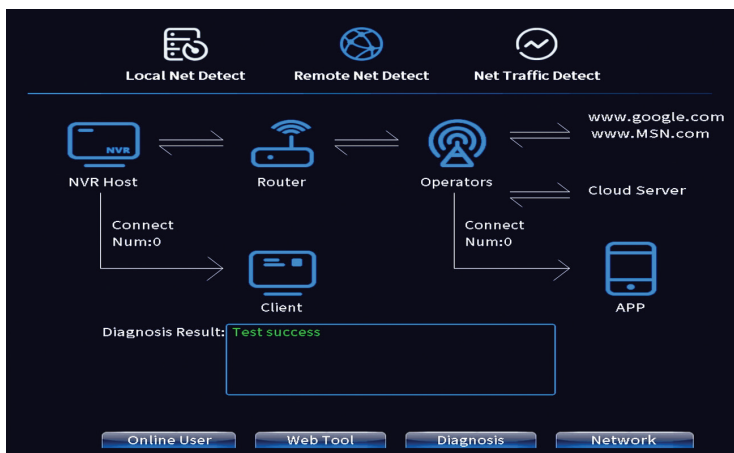 Local Net Detect
Remote Net Detect
Net Traffic Detect
www.google.com
www.MSN.com
NVR
NVR Host
Router
Operators
Cloud Server
Connect
Num:0
Connect
Num:0
Client
APP
Diagnosis Result:
Test success
Online User
Web Tool
Diagnosis
Network